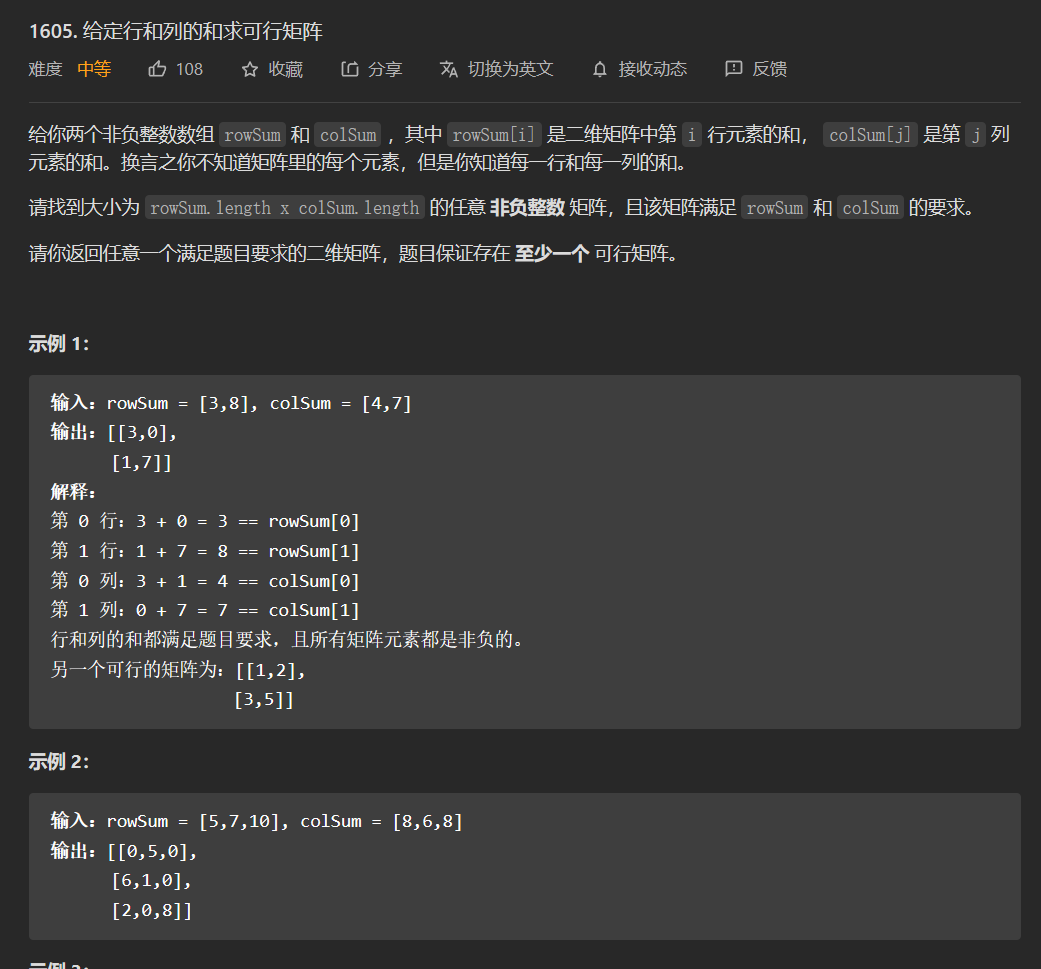 1605. 给定行和列的和求可行矩阵
难度 中等 108 收藏 分享 切换为英文 接收动态 反馈
给你两个非负整数数组 rowSum 和 colSum ，其中 rowSum[i] 是二维矩阵中第 i 行元素的和， colSum[j] 是第 j 列
元素的和。换言之你不知道矩阵里的每个元素，但是你知道每一行和每一列的和。
请找到大小为 rowSum.length x colSum.length 的任意 非负整数 矩阵，且该矩阵满足 rowSum 和 colSum 的要求。
请你返回任意一个满足题目要求的二维矩阵，题目保证存在 至少一个 可行矩阵。
示例 1：
输入：rowSum = [3,8], colSum = [4,7]
输出：[[3,0],
[1,7]]
解释：
第 0 行：3 + 0 = 3 == rowSum[0]
第 1 行：1 + 7 = 8 == rowSum[1]
第 0 列：3 + 1 = 4 == colSum[0]
第 1 列：0 + 7 = 7 == colSum[1]
行和列的和都满足题目要求，且所有矩阵元素都是非负的。
另一个可行的矩阵为：[[1,2],
[3,5]]
示例 2：
输入：rowSum = [5,7,10], colSum = [8,6,8]
输出：[[0,5,0],
[6,1,0],
[2,0,8]]